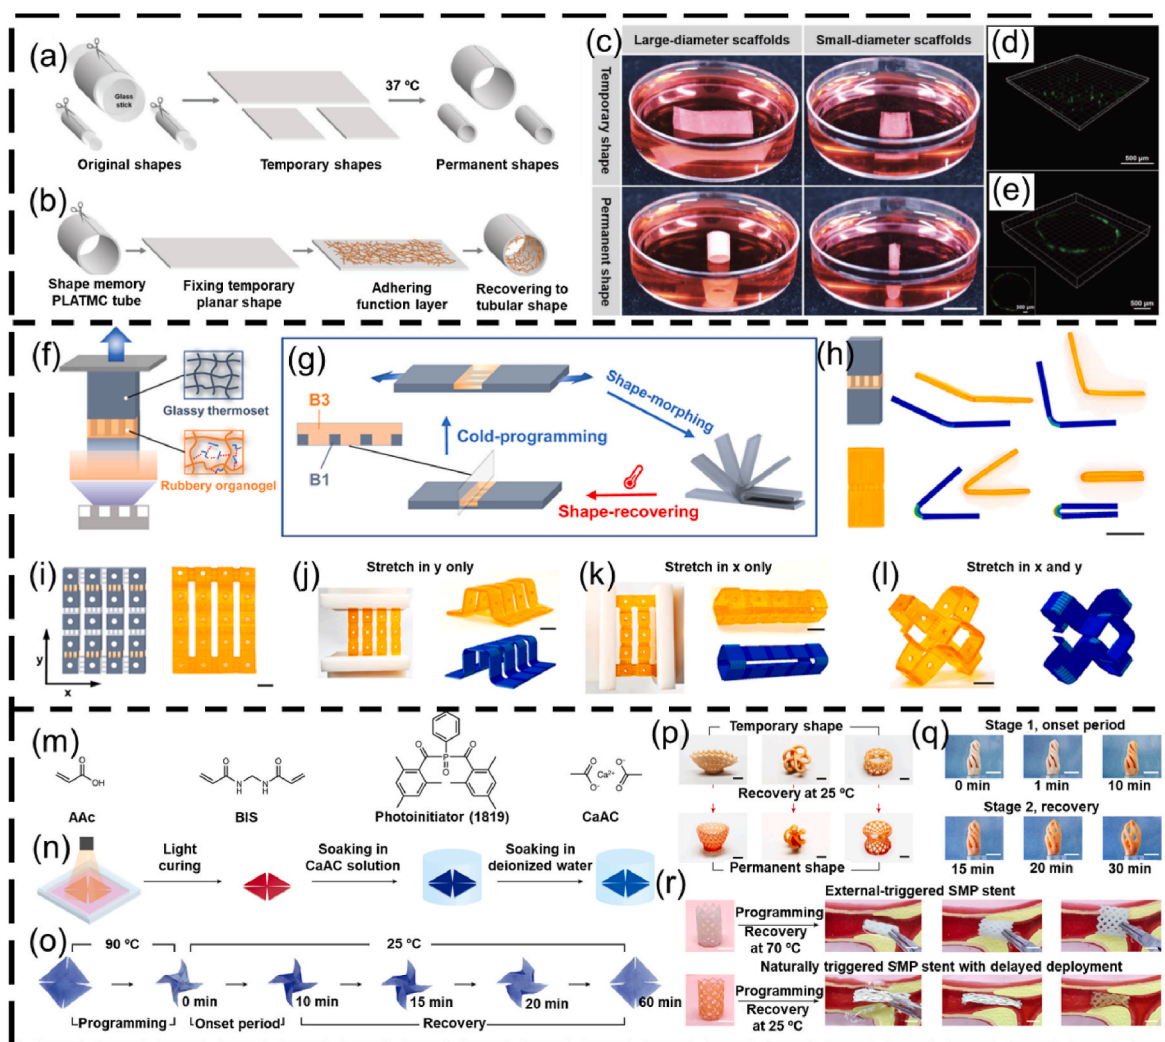 (a)
Glass
stick
37 ºC
Original shapes
Temporary shapes
Permanent shapes
(b)
Shape memory
PLATMC tube
Fixing temporary
planar shape
Adhering
function layer
Recovering to
tubular shape
(c)
Large-diameter scaffolds
Small-diameter scaffolds
Temporary shape
Permanent shape
(d)
500 µm
(e)
500 µm
(f)
Glassy thermoset
Rubbery organogel
(g)
B3
B1
Cold-programming
Shape-morphing
Shape-recovering
(h)
(i)
y
x
(j)
Stretch in y only
(k)
Stretch in x only
(l)
Stretch in x and y
(m)
OH
O
AAc
O
O
N
H
N
H
BIS
O
O
P
O
Photoinitiator (1819)
O
O⁻
Ca²⁺
O⁻
O
CaAC
(n)
Light
curing
Soaking in
CaAC solution
Soaking in
deionized water
(o)
90 ºC
25 ºC
0 min
10 min
15 min
20 min
60 min
Programming
Onset period
Recovery
(p)
Temporary shape
Recovery at 25 ºC
Permanent shape
(q)
Stage 1, onset period
0 min
1 min
10 min
Stage 2, recovery
15 min
20 min
30 min
(r)
External-triggered SMP stent
Programming
Recovery
at 70 ºC
Naturally triggered SMP stent with delayed deployment
Programming
Recovery
at 25 ºC